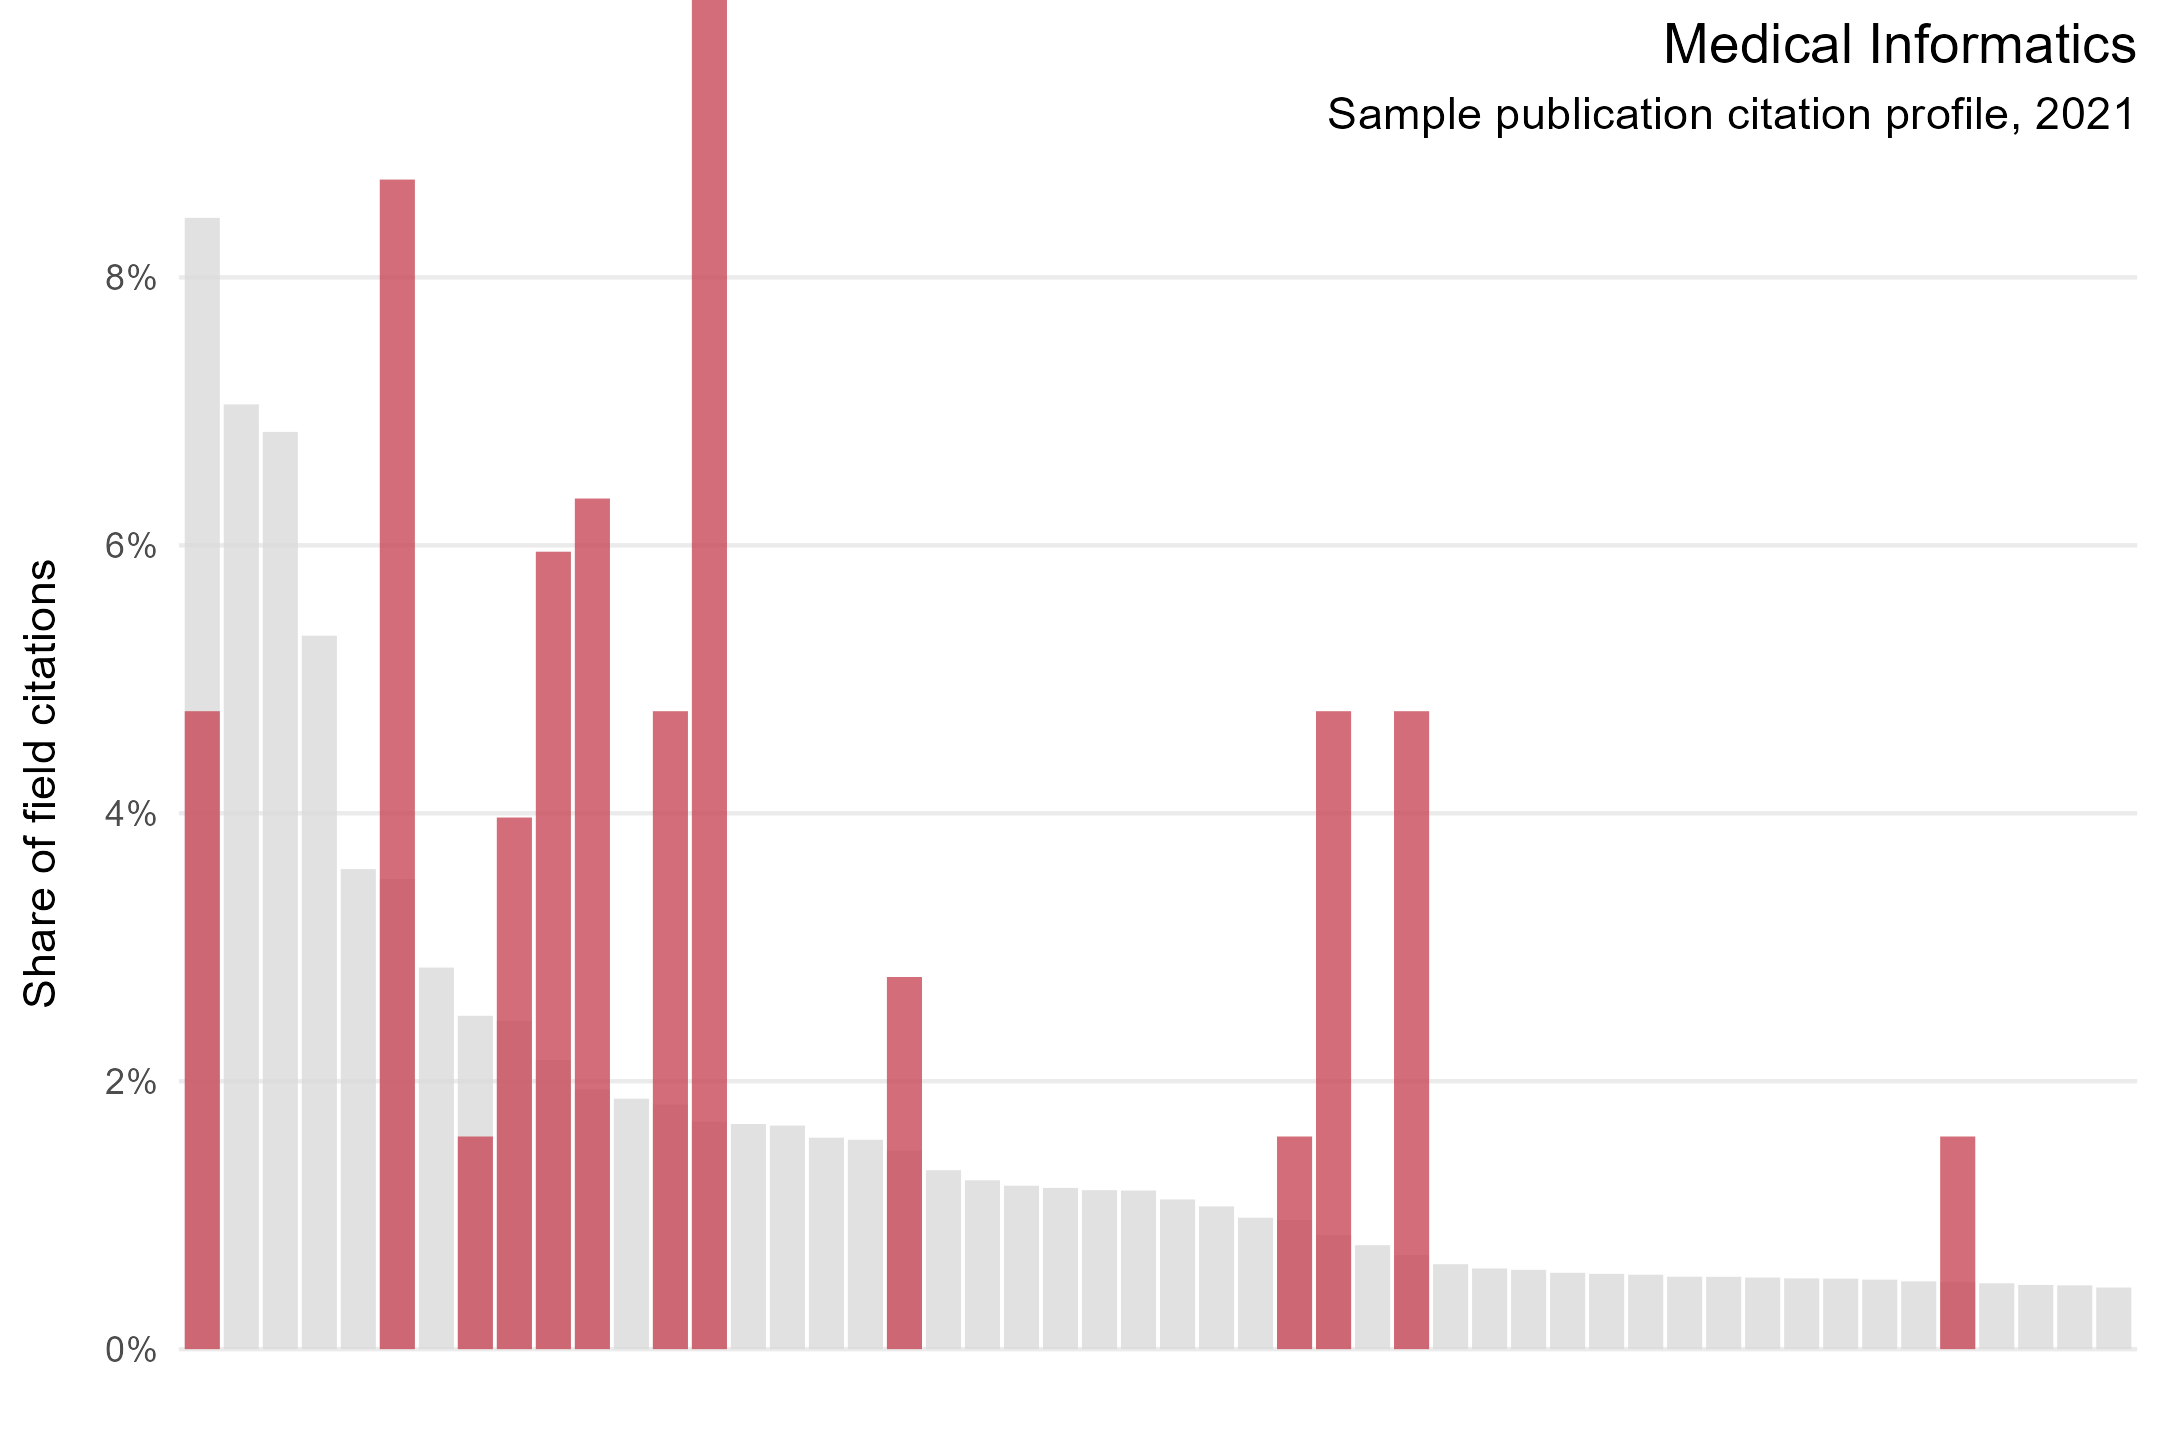 Medical Informatics
Sample publication citation profile, 2021
Share of field citations
8%
6%
4%
2%
0%